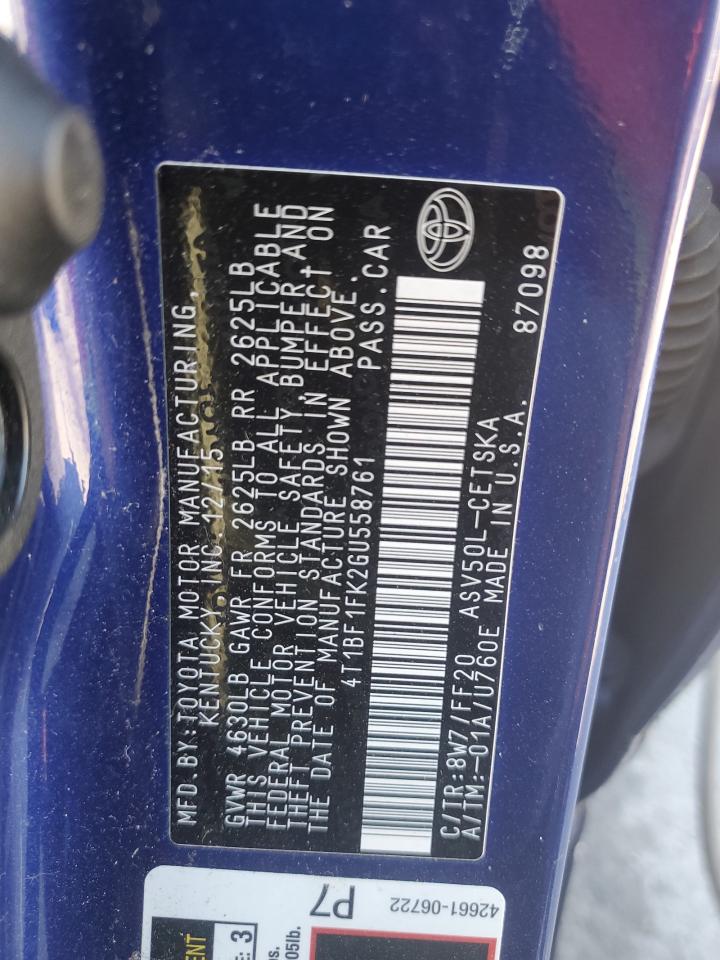 MFD.BY:TOYOTA MOTOR MANUFACTURING,
KENTUCKY, INC.12/15
GVWR 4630LB GAWR FR 2625LB RR 2625LB
THIS VEHICLE CONFORMS TO ALL APPLICABLE
FEDERAL MOTOR VEHICLE SAFETY, BUMPER AND
THEFT PREVENTION STANDARDS IN EFFECT ON
THE DATE OF MANUFACTURE SHOWN ABOVE.
4T1BF1FK2GU558761 PASS.CAR
C/TR:8W7/FF20 ASV50L-CETSKA
A/TM:-01A/U760E MADE IN U.S.A. 87098
P7
42661-06722
ENT
E: 3
05lb.